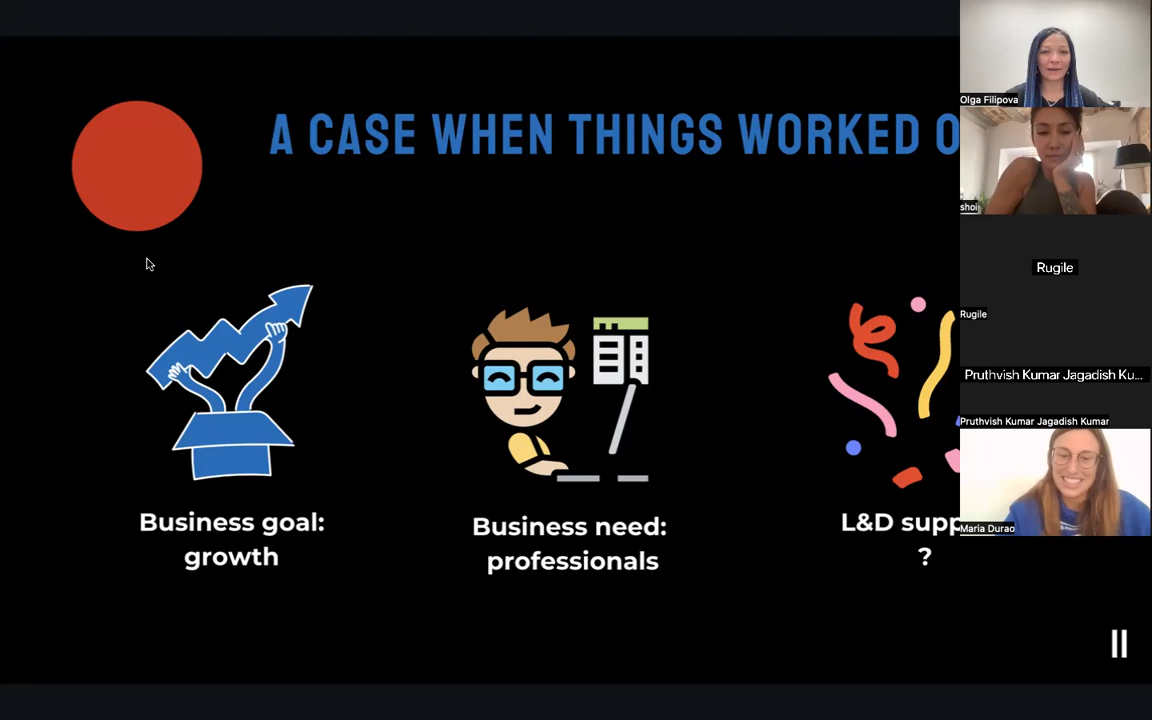 A CASE WHEN THINGS WORKED O
Business goal:
growth
Business need:
professionals
L&D supp
?
Olga Filipova
shoi
Rugile
Rugile
Pruthvish Kumar Jagadish Ku...
Pruthvish Kumar Jagadish Kumar
Maria Durao